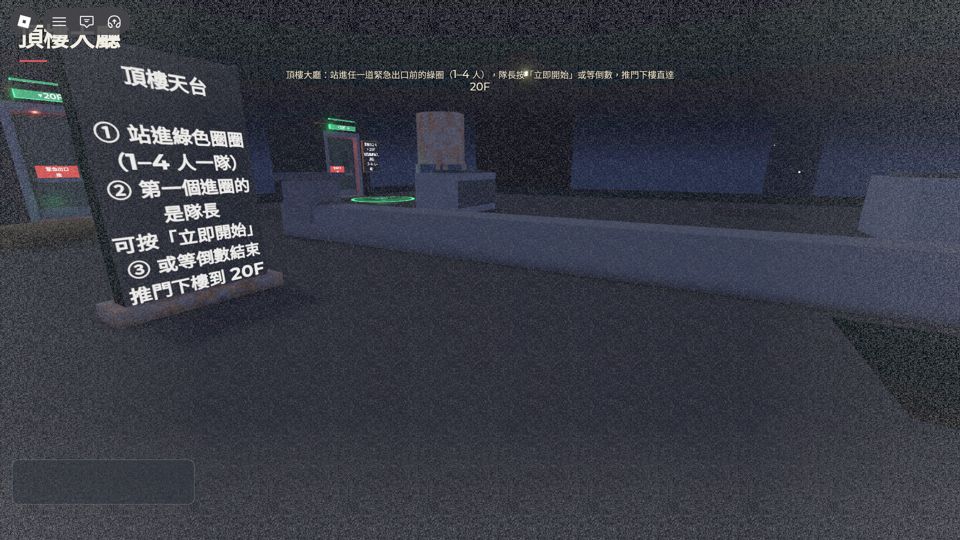 頂樓大廳
頂樓大廳：站進任一道緊急出口前的綠圈（1–4 人），隊長按「立即開始」或等倒數，推門下樓直達
20F
頂樓天台
① 站進綠色圈圈
（1–4 人一隊）
② 第一個進圈的
是隊長
可按「立即開始」
③ 或等倒數結束
推門下樓到 20F
緊急出口